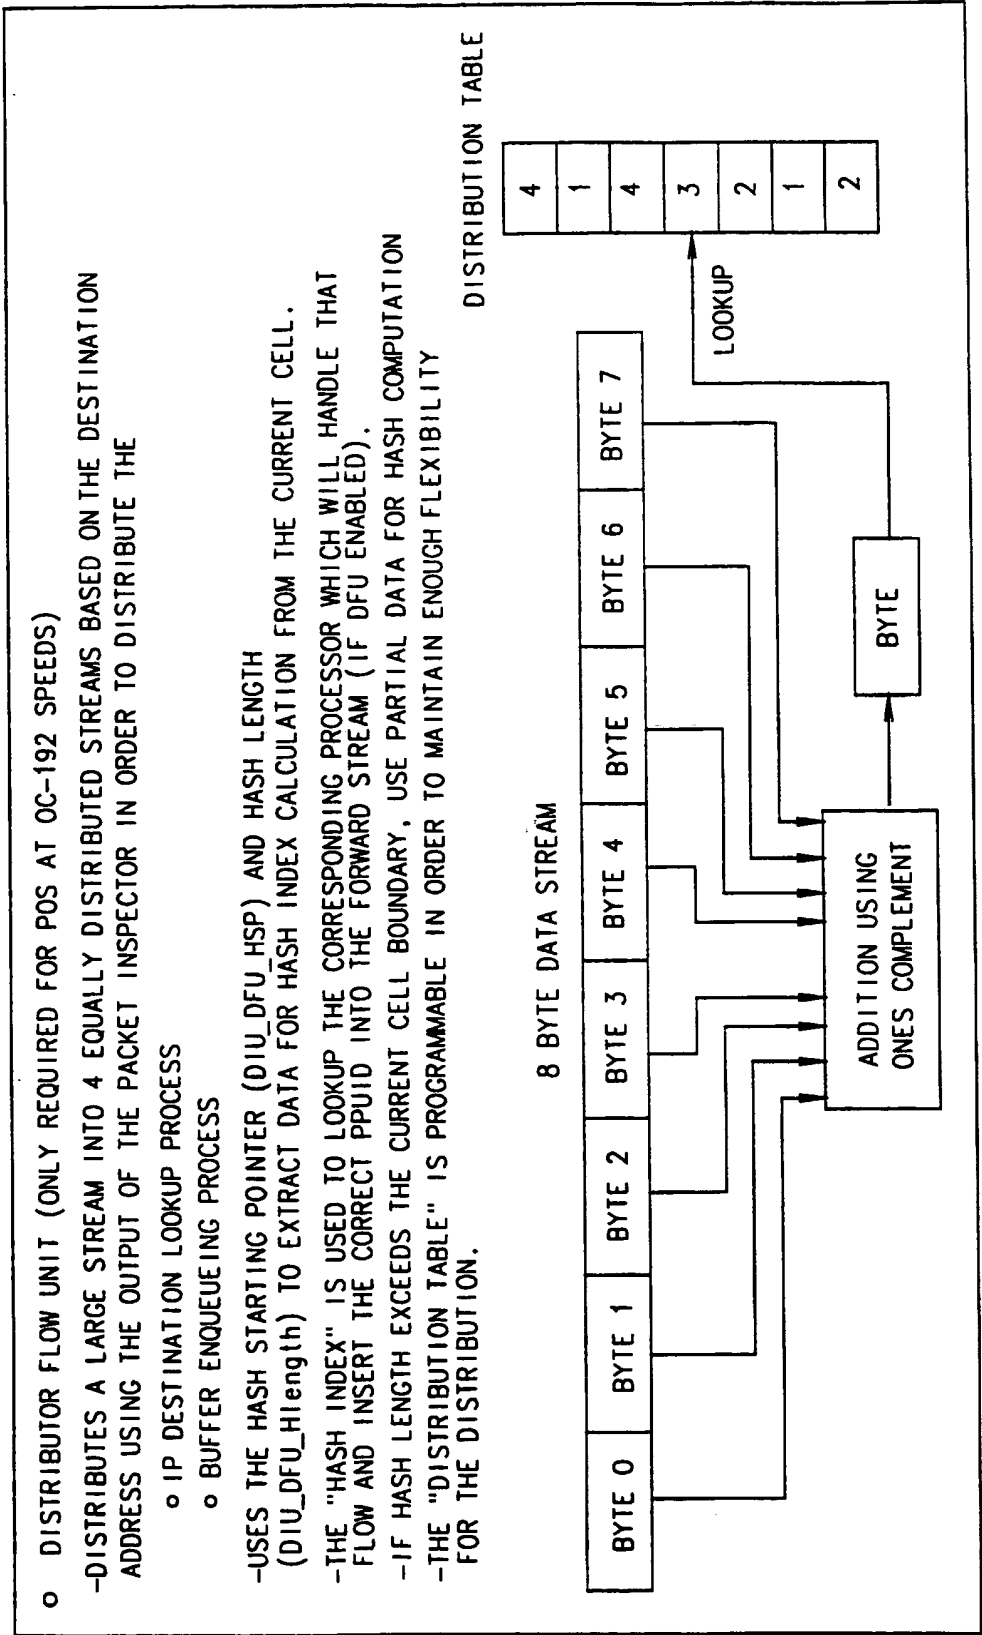 o DISTRIBUTOR FLOW UNIT (ONLY REQUIRED FOR POS AT OC-192 SPEEDS)
-DISTRIBUTES A LARGE STREAM INTO 4 EQUALLY DISTRIBUTED STREAMS BASED ON THE DESTINATION
ADDRESS USING THE OUTPUT OF THE PACKET INSPECTOR IN ORDER TO DISTRIBUTE THE
o IP DESTINATION LOOKUP PROCESS
o BUFFER ENQUEUEING PROCESS
-USES THE HASH STARTING POINTER (DIU_DFU_HSP) AND HASH LENGTH
(DIU_DFU_Hlength) TO EXTRACT DATA FOR HASH INDEX CALCULATION FROM THE CURRENT CELL.
-THE "HASH INDEX" IS USED TO LOOKUP THE CORRESPONDING PROCESSOR WHICH WILL HANDLE THAT
FLOW AND INSERT THE CORRECT PPUID INTO THE FORWARD STREAM (IF DFU ENABLED).
-IF HASH LENGTH EXCEEDS THE CURRENT CELL BOUNDARY, USE PARTIAL DATA FOR HASH COMPUTATION
-THE "DISTRIBUTION TABLE" IS PROGRAMMABLE IN ORDER TO MAINTAIN ENOUGH FLEXIBILITY
FOR THE DISTRIBUTION.
DISTRIBUTION TABLE
8 BYTE DATA STREAM
BYTE 0
BYTE 1
BYTE 2
BYTE 3
BYTE 4
BYTE 5
BYTE 6
BYTE 7
ADDITION USING
ONES COMPLEMENT
BYTE
LOOKUP
4
1
4
3
2
1
2